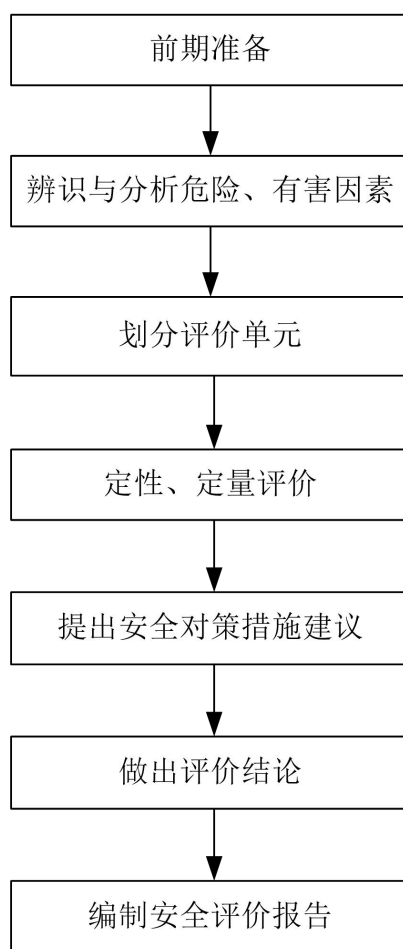 前期准备
辨识与分析危险、有害因素
划分评价单元
定性、定量评价
提出安全对策措施建议
做出评价结论
编制安全评价报告